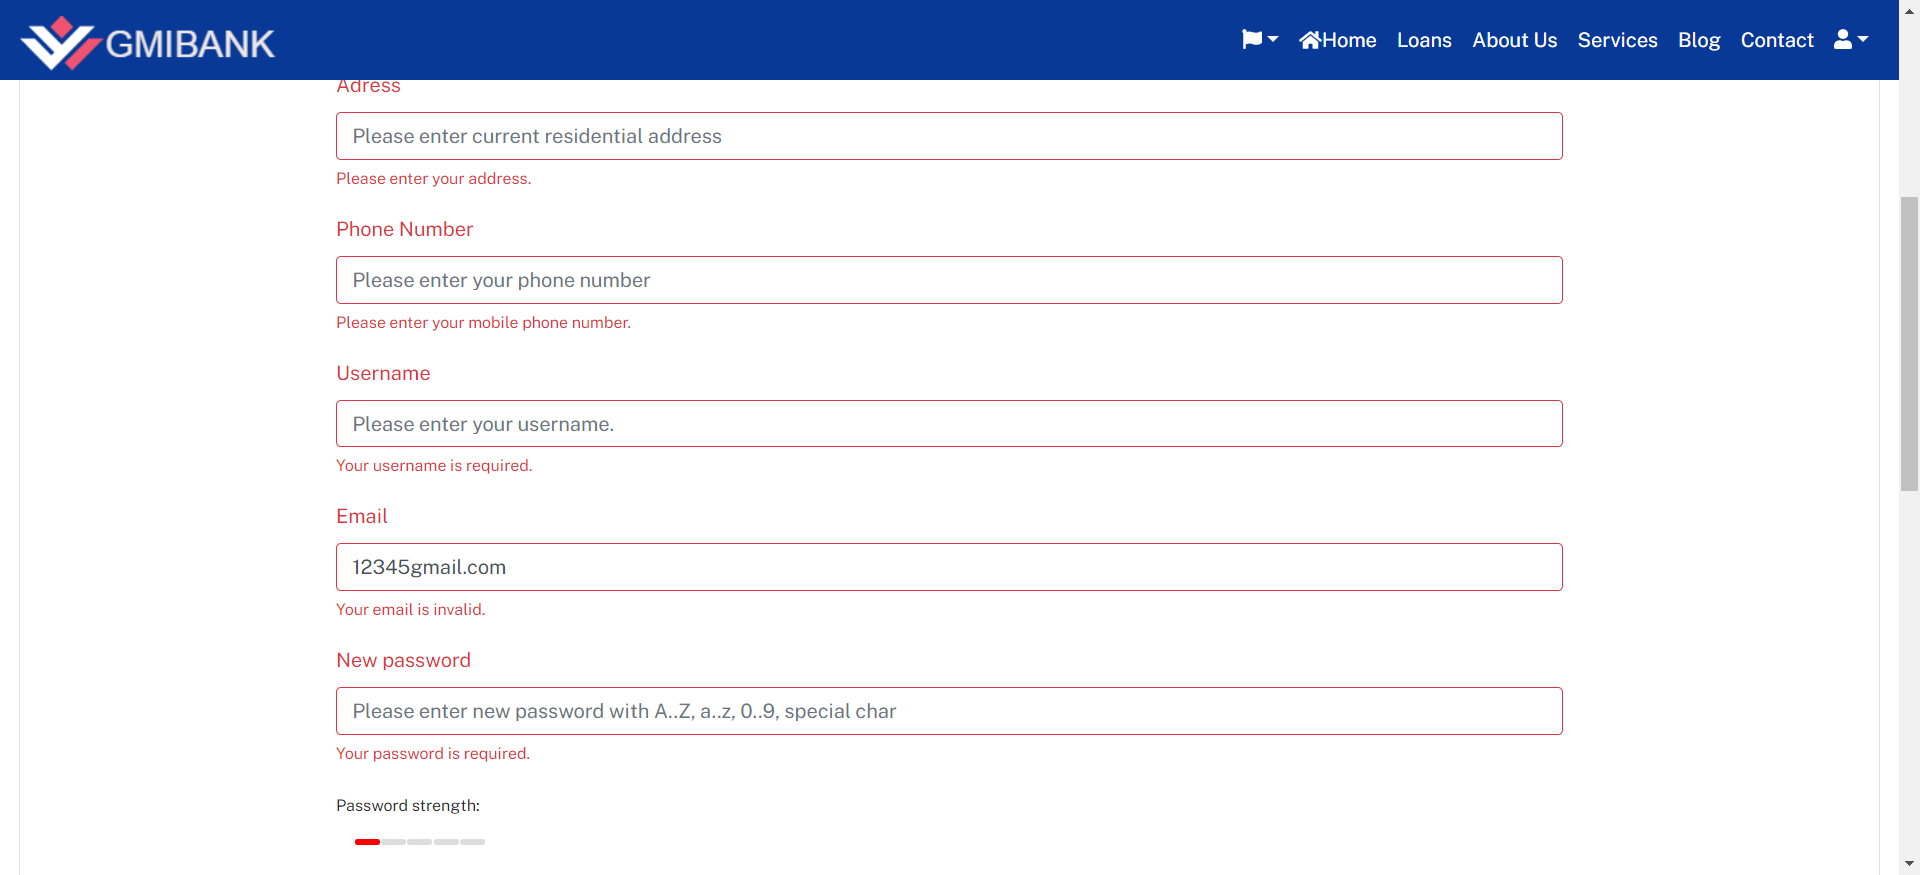 GMIBANK
Home Loans About Us Services Blog Contact
Adress
Please enter current residential address
Please enter your address.
Phone Number
Please enter your phone number
Please enter your mobile phone number.
Username
Please enter your username.
Your username is required.
Email
12345gmail.com
Your email is invalid.
New password
Please enter new password with A..Z, a..z, 0..9, special char
Your password is required.
Password strength: